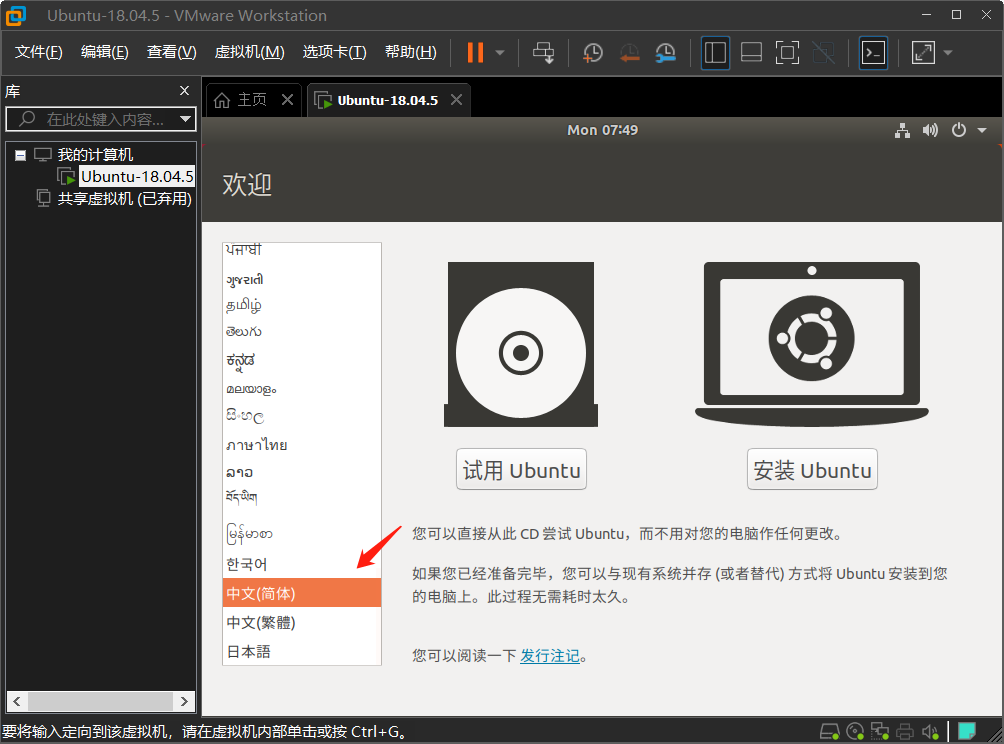 Ubuntu-18.04.5 - VMware Workstation
文件(F) 编辑(E) 查看(V) 虚拟机(M) 选项卡(T) 帮助(H)
库
主页
Ubuntu-18.04.5
在此处键入内容...
我的计算机
Ubuntu-18.04.5
共享虚拟机 (已弃用)
Mon 07:49
欢迎
ਪੰਜਾਬੀ
ગુજરાતી
தமிழ்
తెలుగు
ಕನ್ನಡ
മലയാളം
සිංහල
ภาษาไทย
ລາວ
བོད་ཡིག
မြန်မာစာ
한국어
中文(简体)
中文(繁體)
日本語
试用 Ubuntu
安装 Ubuntu
您可以直接从此 CD 尝试 Ubuntu，而不用对您的电脑作任何更改。
如果您已经准备完毕，您可以与现有系统并存 (或者替代) 方式将 Ubuntu 安装到您
的电脑上。此过程无需耗时太久。
您可以阅读一下 发行注记。
要将输入定向到该虚拟机，请在虚拟机内部单击或按 Ctrl+G。